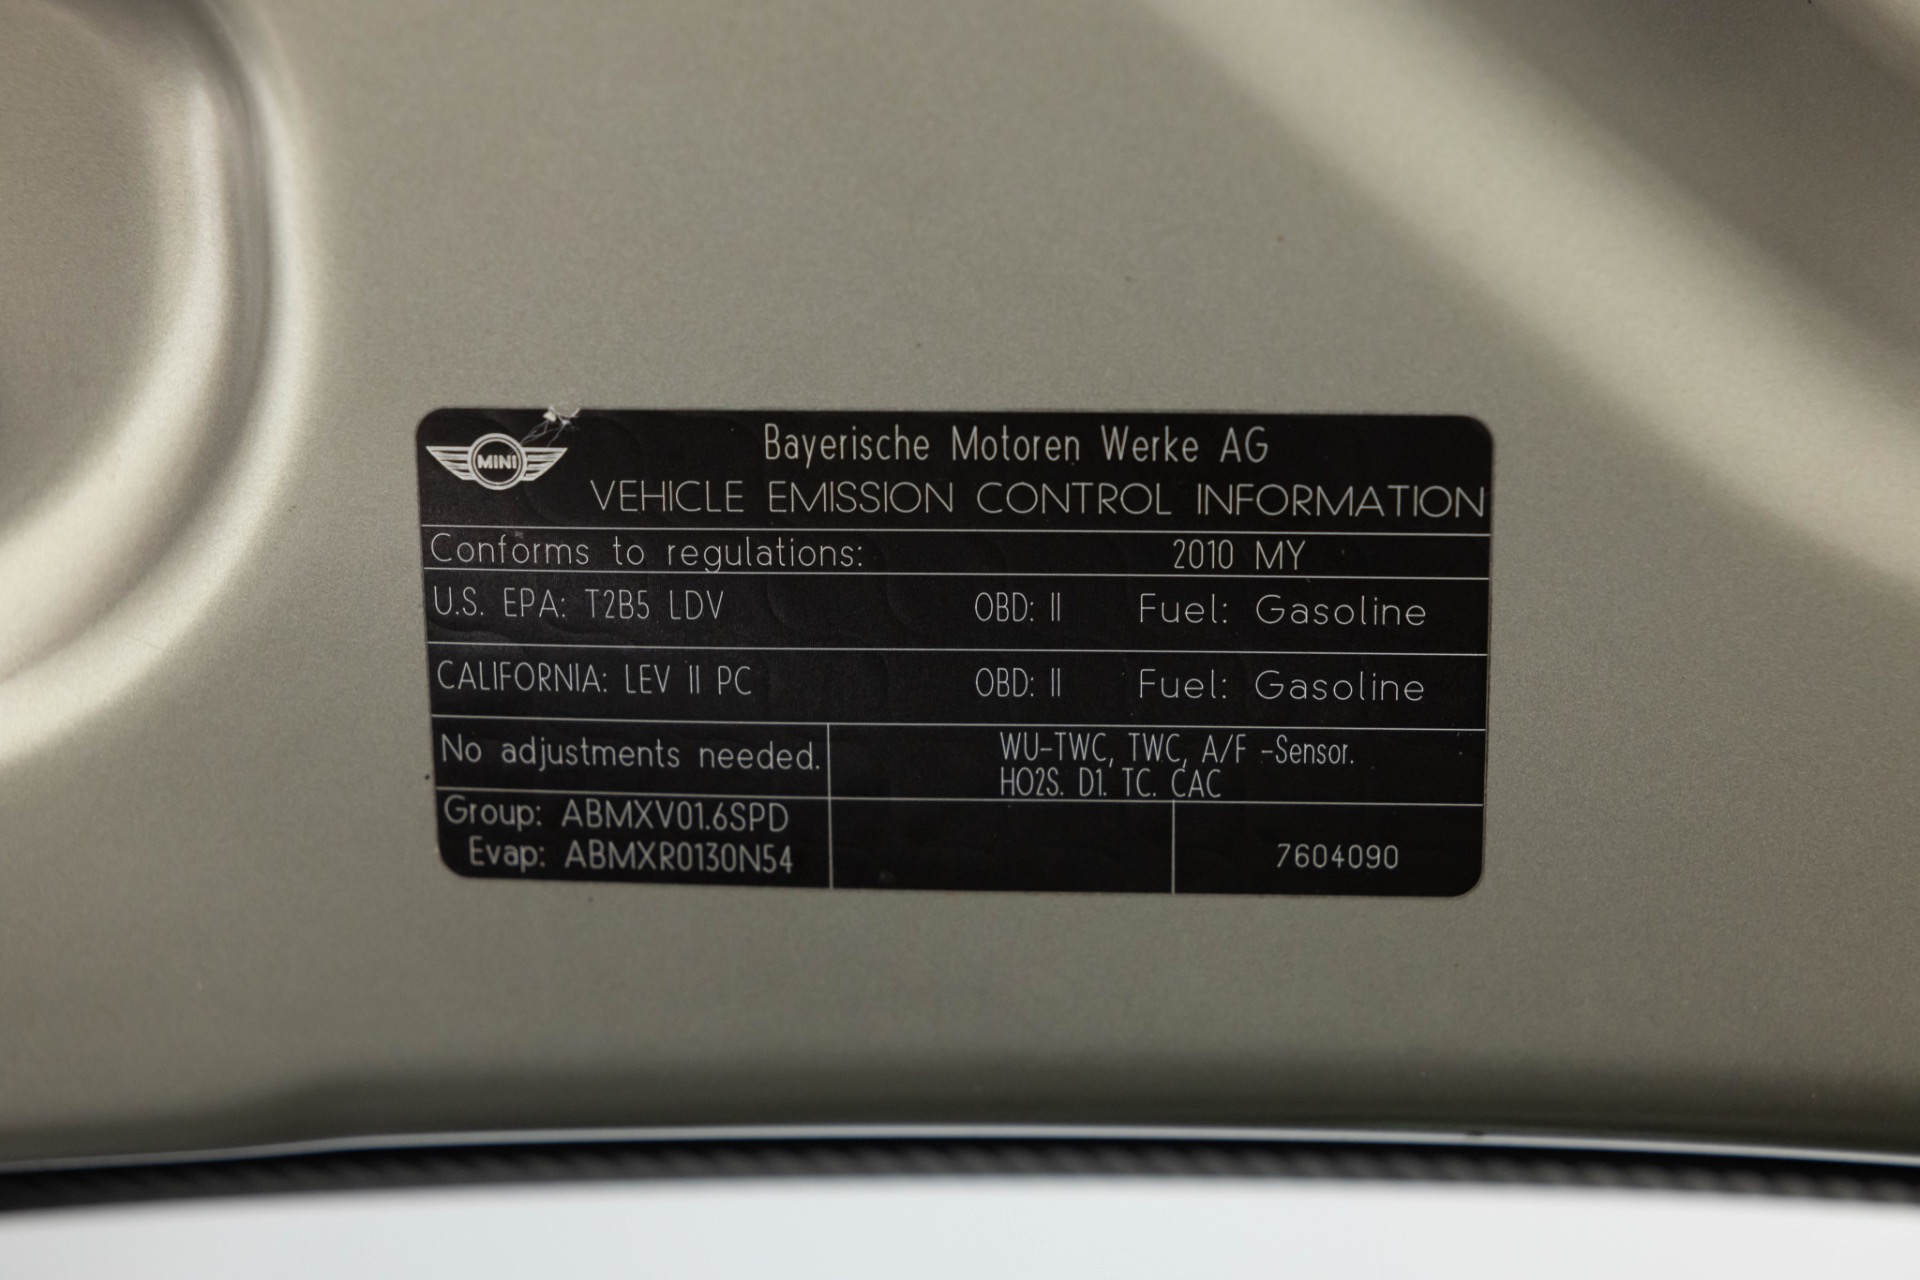 MINI
Bayerische Motoren Werke AG
VEHICLE EMISSION CONTROL INFORMATION
Conforms to regulations: 2010 MY
U.S. EPA: T2B5 LDV OBD: II Fuel: Gasoline
CALIFORNIA: LEV II PC OBD: II Fuel: Gasoline
No adjustments needed.
WU-TWC, TWC, A/F -Sensor.
HO2S. D1. TC. CAC
Group: ABMXV01.6SPD
Evap: ABMXR0130N54
7604090